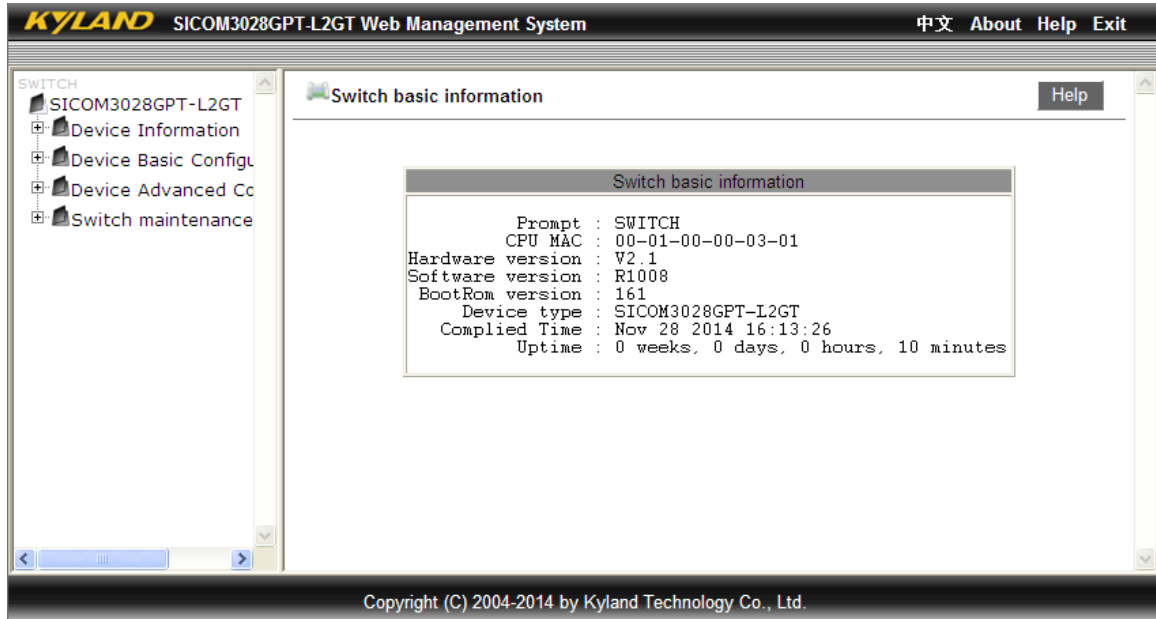 KYLAND SICOM3028GPT-L2GT Web Management System 中文 About Help Exit
SWITCH
SICOM3028GPT-L2GT
Device Information
Device Basic Configu
Device Advanced Co
Switch maintenance
Switch basic information Help
Switch basic information
Prompt : SWITCH
CPU MAC : 00-01-00-00-03-01
Hardware version : V2.1
Software version : R1008
BootRom version : 161
Device type : SICOM3028GPT-L2GT
Complied Time : Nov 28 2014 16:13:26
Uptime : 0 weeks, 0 days, 0 hours, 10 minutes
Copyright (C) 2004-2014 by Kyland Technology Co., Ltd.